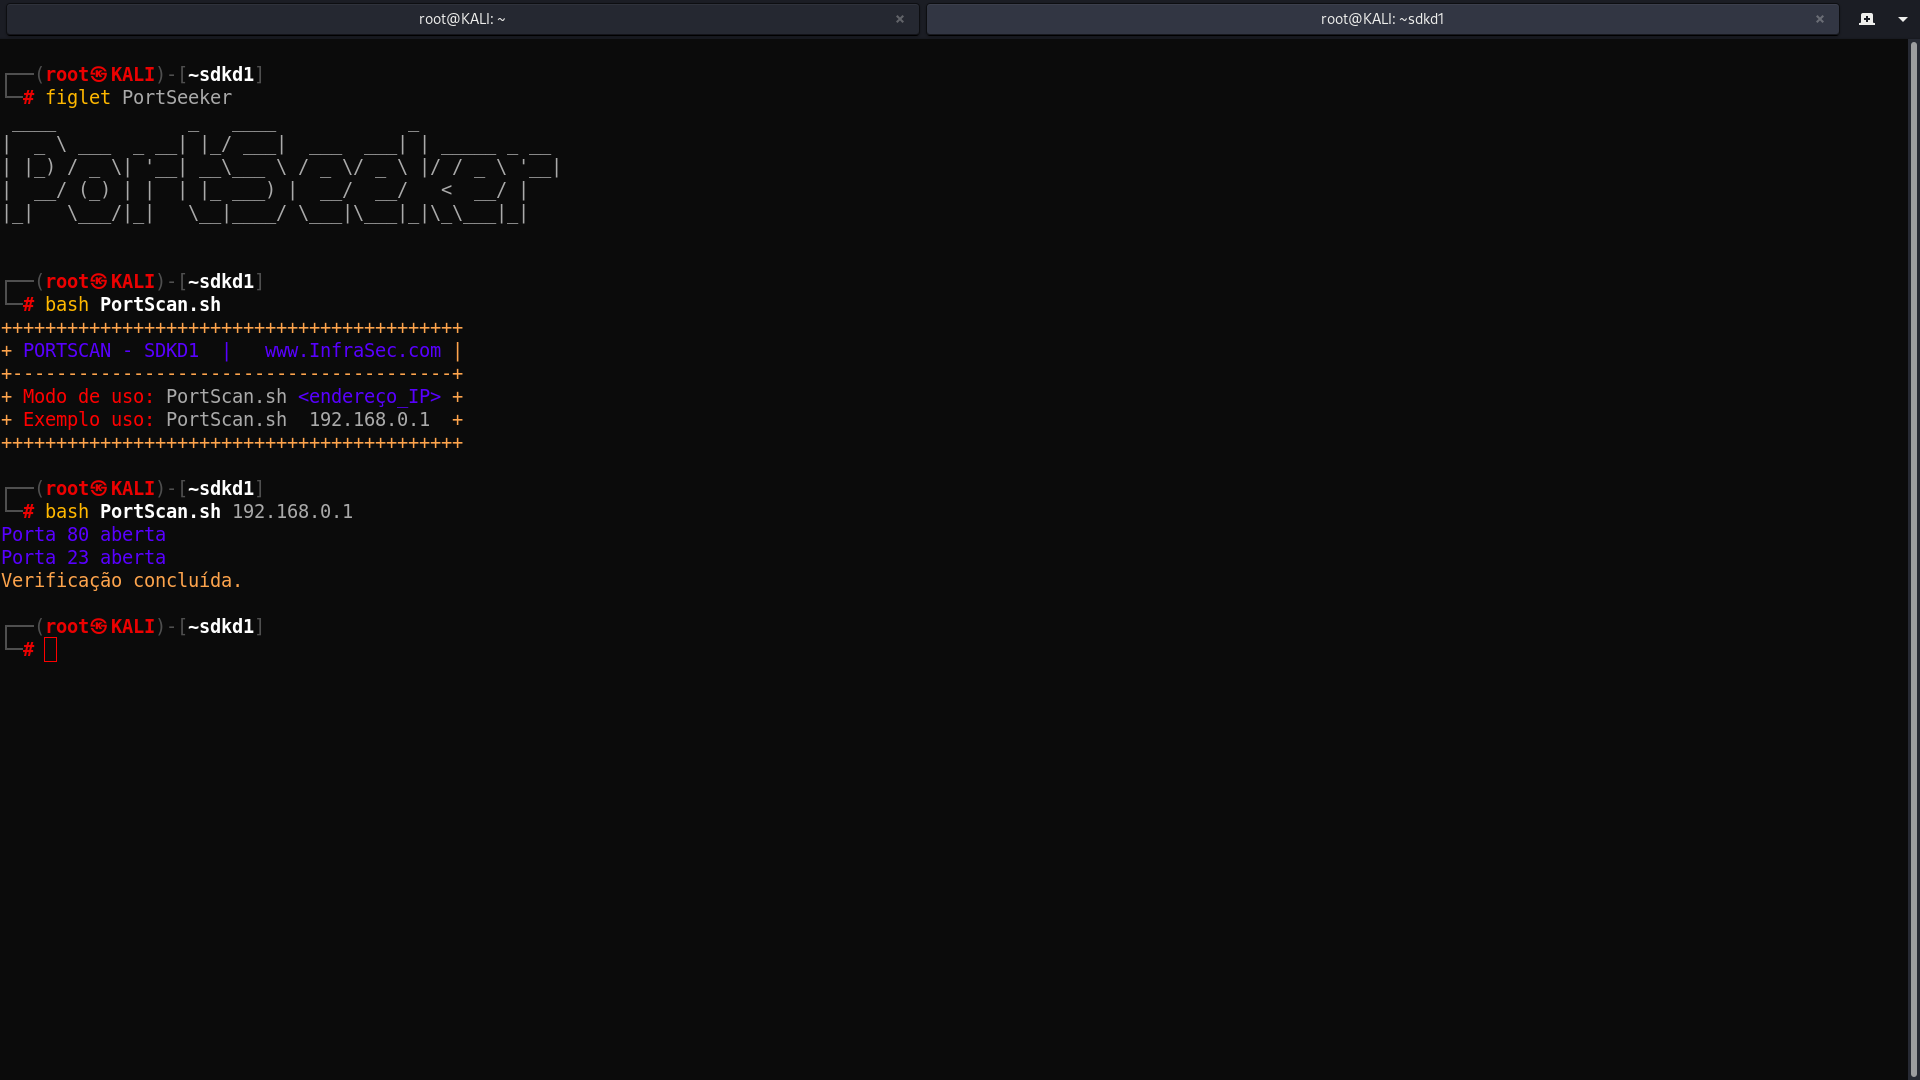 root@KALI: ~ × root@KALI: ~sdkd1 ×
┌──(root㉿KALI)-[~sdkd1]
└─# figlet PortSeeker
 ____            _   ____            _
|  _ \ ___  _ __| |_/ ___|  ___  ___| | _____ _ __
| |_) / _ \| '__| __\___ \ / _ \/ _ \ |/ / _ \ '__|
|  __/ (_) | |  | |_ ___) |  __/  __/   <  __/ |
|_|   \___/|_|   \__|____/ \___|\___|_|\_\___|_|
┌──(root㉿KALI)-[~sdkd1]
└─# bash PortScan.sh
++++++++++++++++++++++++++++++++++++++++++
+ PORTSCAN - SDKD1  |   www.InfraSec.com |
+----------------------------------------+
+ Modo de uso: PortScan.sh <endereço_IP> +
+ Exemplo uso: PortScan.sh  192.168.0.1  +
++++++++++++++++++++++++++++++++++++++++++
┌──(root㉿KALI)-[~sdkd1]
└─# bash PortScan.sh 192.168.0.1
Porta 80 aberta
Porta 23 aberta
Verificação concluída.
┌──(root㉿KALI)-[~sdkd1]
└─#